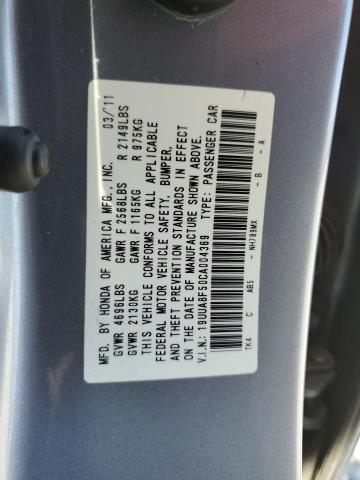 MFD. BY HONDA OF AMERICA MFG., INC. 03/11
GVWR 4696LBS GAWR F 2568LBS R 2149LBS
GVWR 2130KG GAWR F 1165KG R 975KG
THIS VEHICLE CONFORMS TO ALL APPLICABLE
FEDERAL MOTOR VEHICLE SAFETY, BUMPER,
AND THEFT PREVENTION STANDARDS IN EFFECT
ON THE DATE OF MANUFACTURE SHOWN ABOVE.
V.I.N.: 19UUA8F50CA004369 TYPE: PASSENGER CAR
TK4 C AB5 - NH789MX - B - A